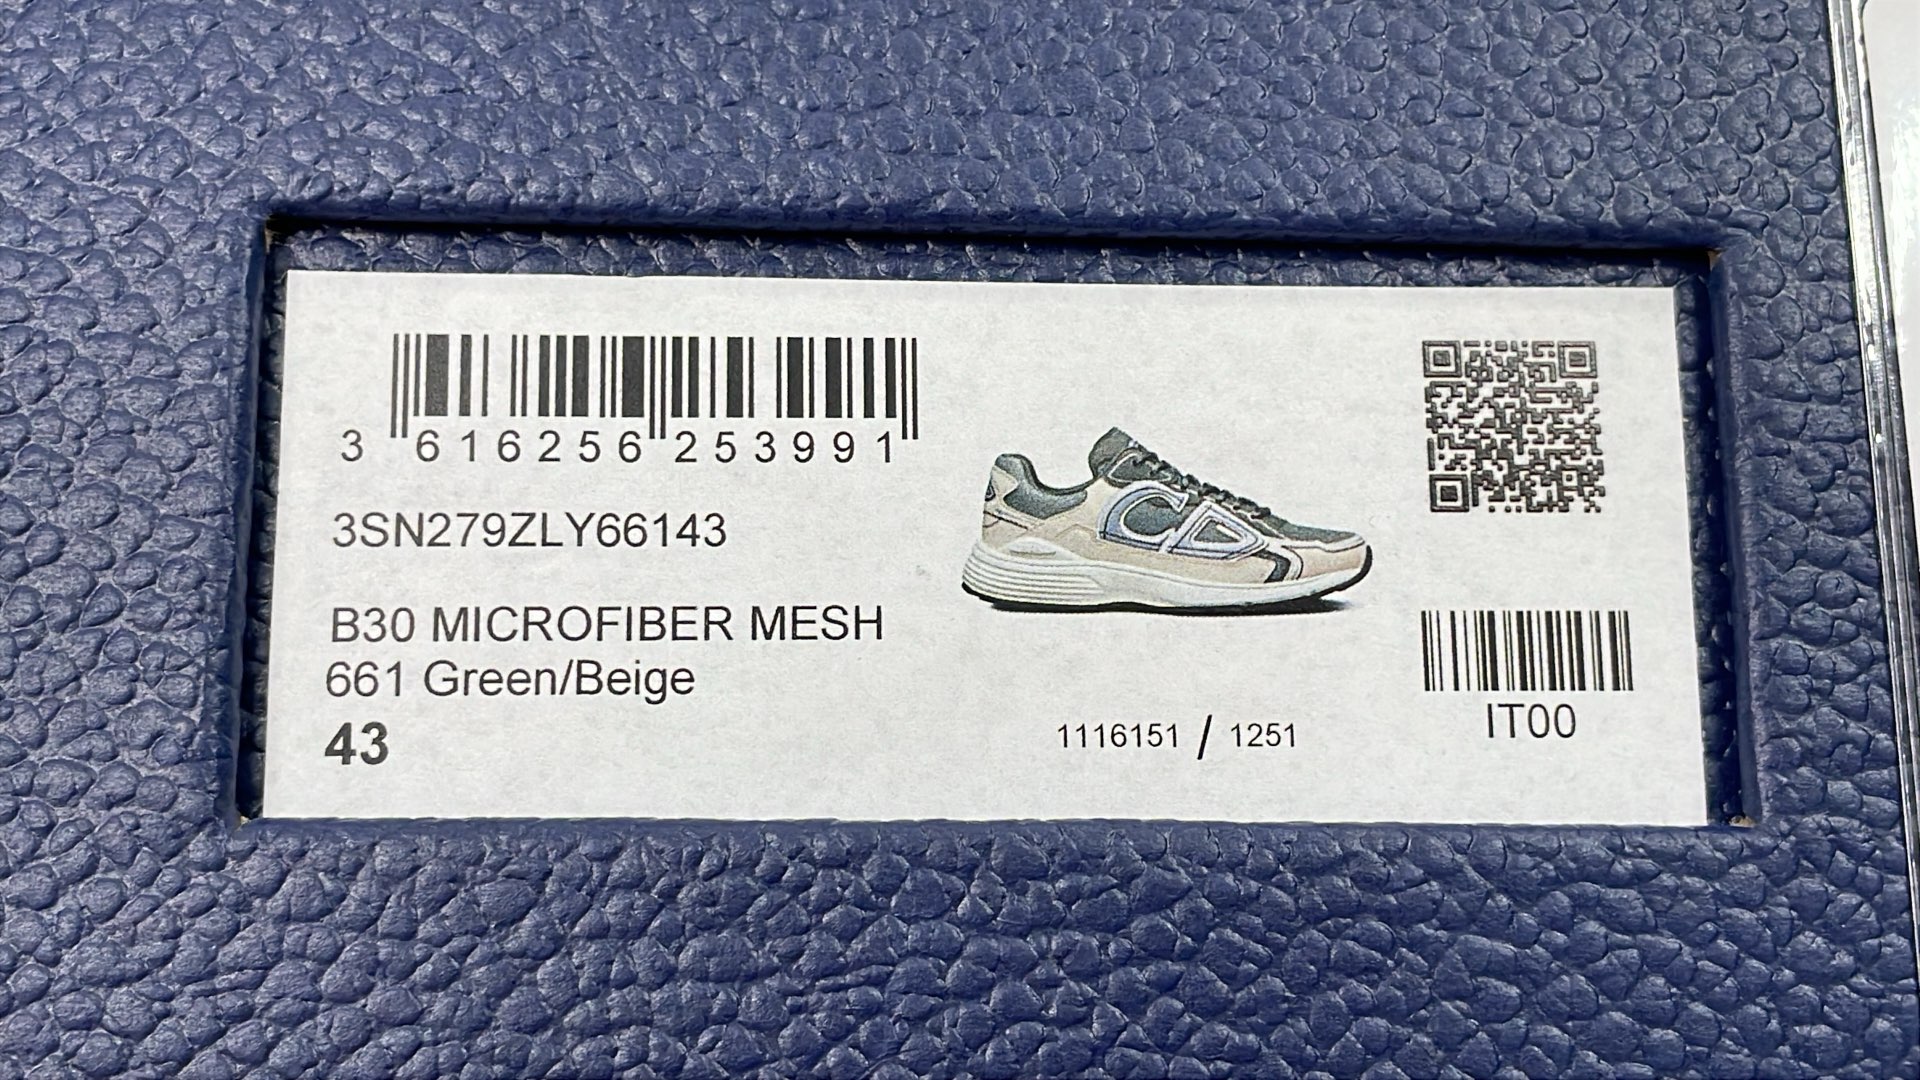 3 616256 253991
3SN279ZLY66143
B30 MICROFIBER MESH
661 Green/Beige
43
1116151 / 1251
IT00